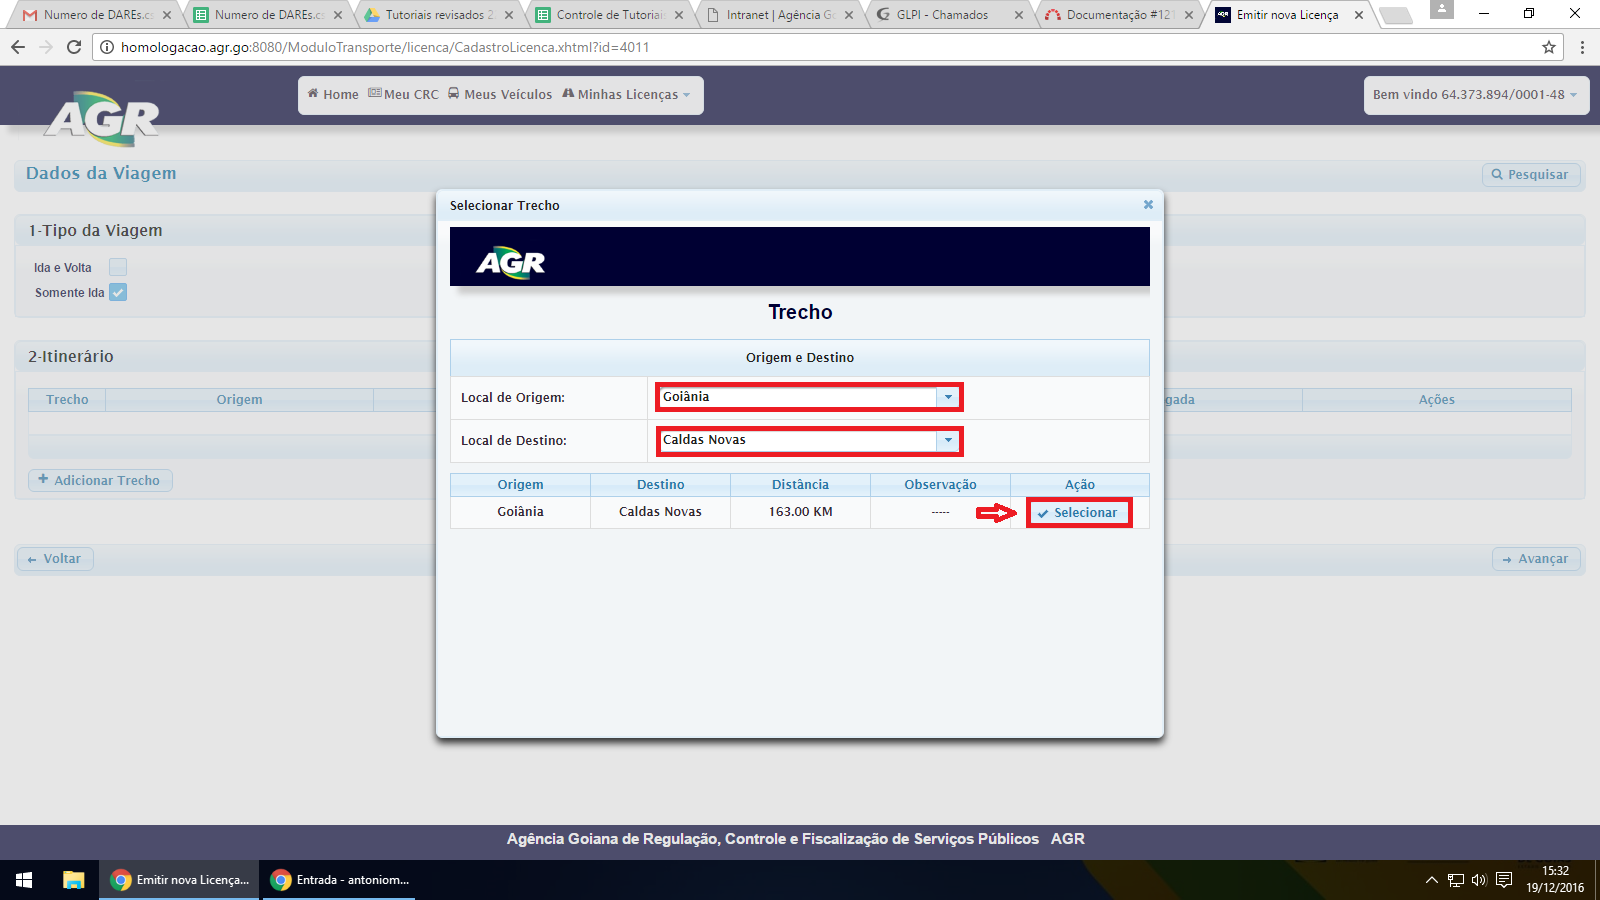 Numero de DAREs.cs
Numero de DAREs.cs
Tutoriais revisados 2
Controle de Tutoriai
Intranet | Agência Go
GLPI - Chamados
Documentação #121
Emitir nova Licença
homologacao.agr.go:8080/ModuloTransporte/licenca/CadastroLicenca.xhtml?id=4011
AGR
Home
Meu CRC
Meus Veículos
Minhas Licenças
Bem vindo 64.373.894/0001-48
Dados da Viagem
Pesquisar
Selecionar Trecho
1-Tipo da Viagem
AGR
Ida e Volta
Somente Ida
Trecho
2-Itinerário
Origem e Destino
Trecho
Origem
gada
Ações
Local de Origem:
Goiânia
Local de Destino:
Caldas Novas
Adicionar Trecho
Origem
Destino
Distância
Observação
Ação
Goiânia
Caldas Novas
163.00 KM
-----
Selecionar
Voltar
Avançar
Agência Goiana de Regulação, Controle e Fiscalização de Serviços Públicos AGR
Emitir nova Licença...
Entrada - antoniom...
15:32
19/12/2016